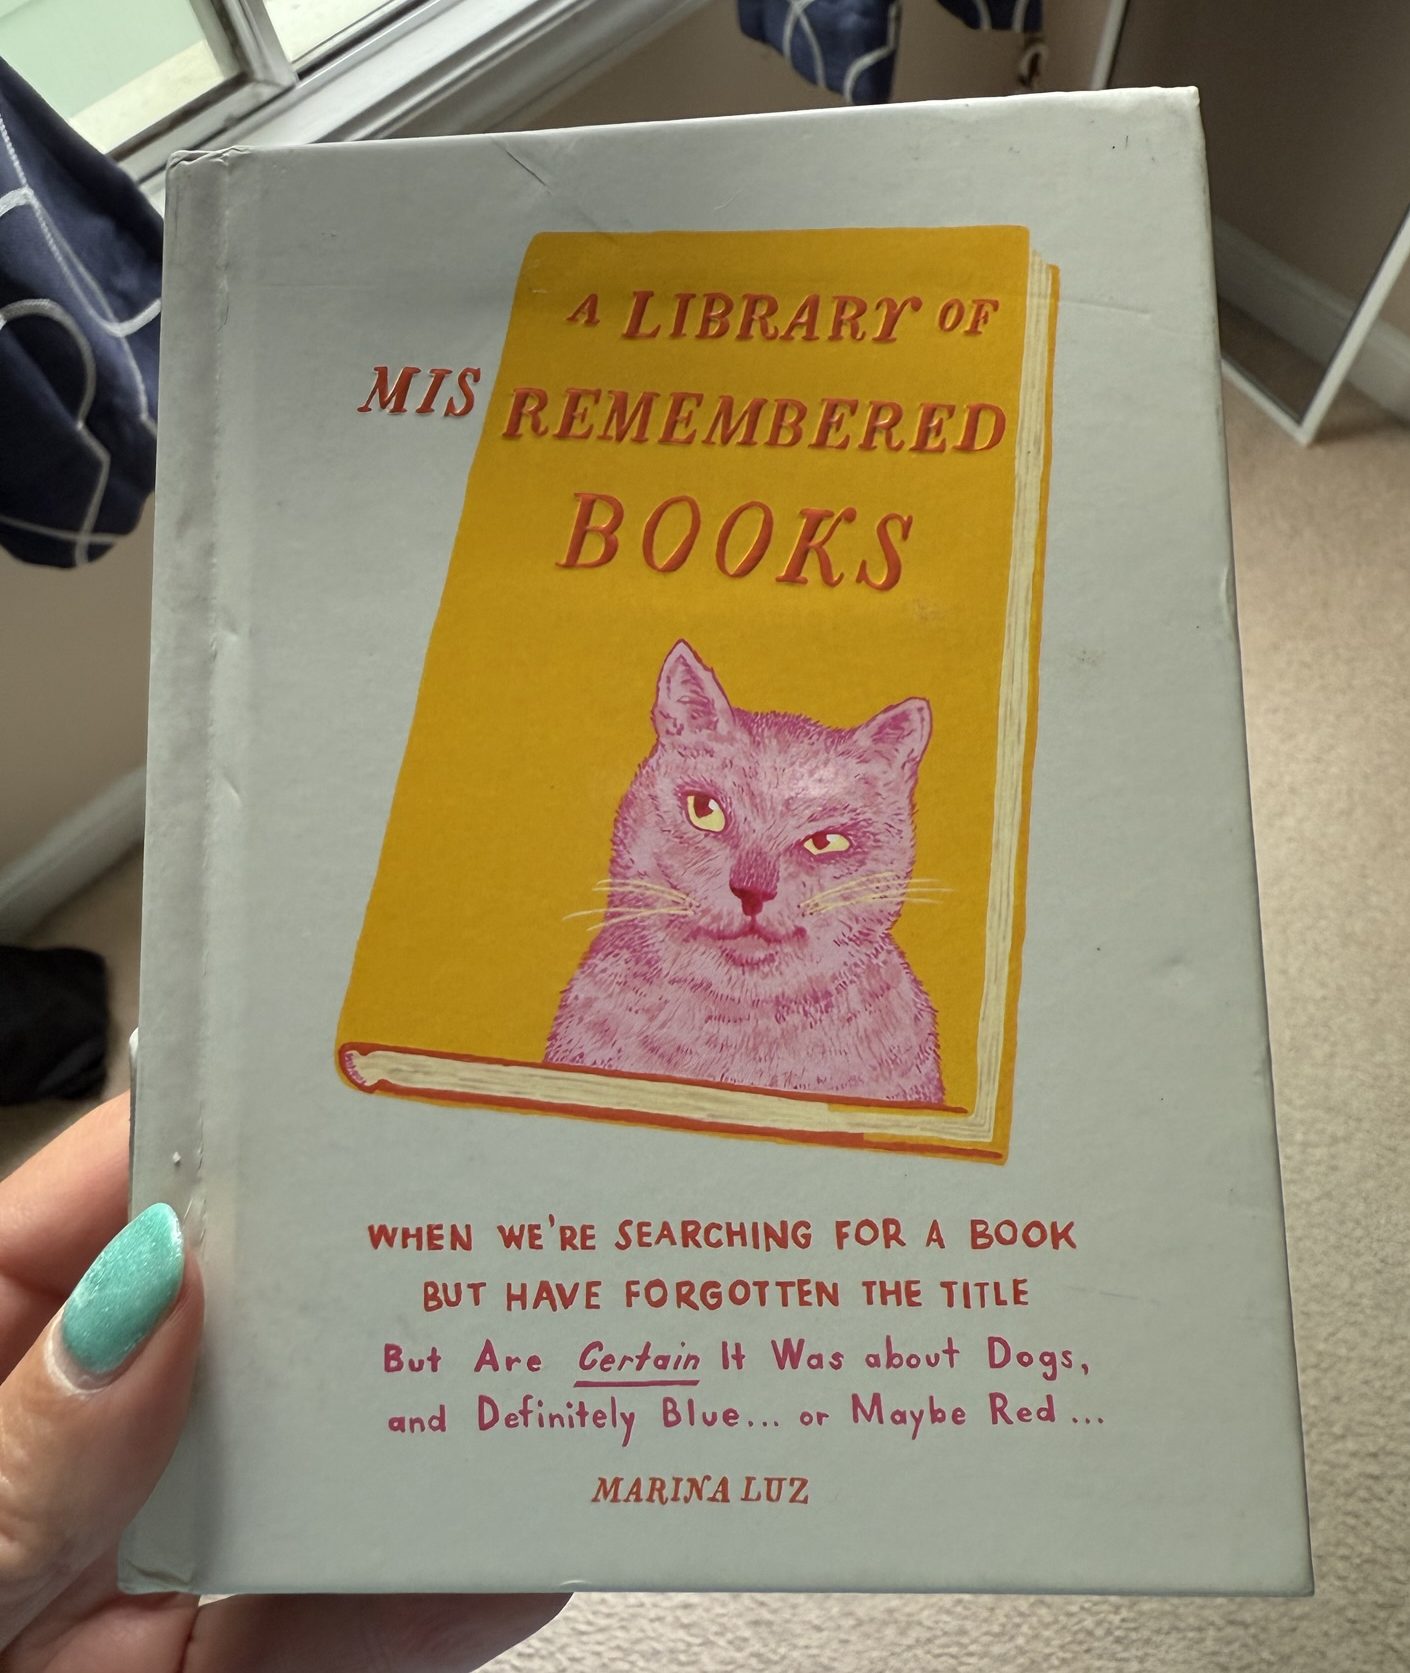 A LIBRARY OF
MIS REMEMBERED
BOOKS
WHEN WE'RE SEARCHING FOR A BOOK
BUT HAVE FORGOTTEN THE TITLE
But Are Certain It Was about Dogs,
and Definitely Blue... or Maybe Red...
MARINA LUZ